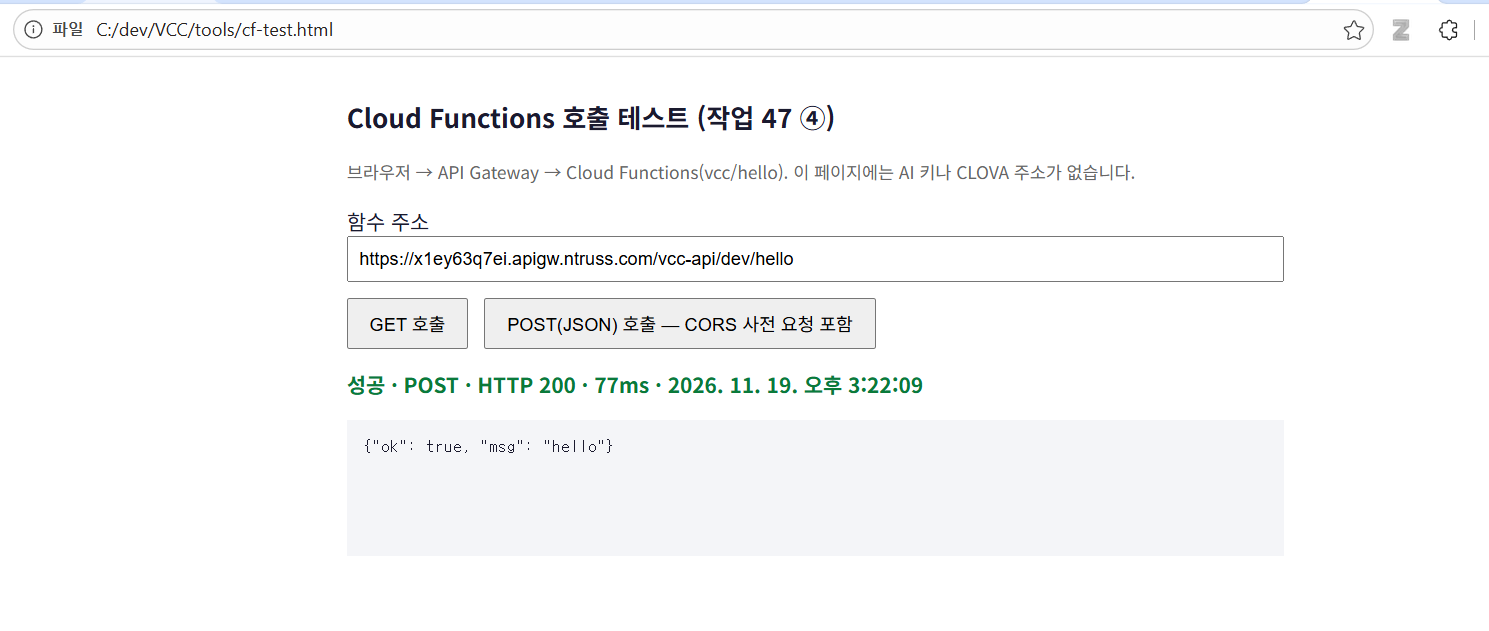 파일 C:/dev/VCC/tools/cf-test.html
Cloud Functions 호출 테스트 (작업 47 ④)
브라우저 → API Gateway → Cloud Functions(vcc/hello). 이 페이지에는 AI 키나 CLOVA 주소가 없습니다.
함수 주소
https://x1ey63q7ei.apigw.ntruss.com/vcc-api/dev/hello
GET 호출 POST(JSON) 호출 — CORS 사전 요청 포함
성공 · POST · HTTP 200 · 77ms · 2026. 11. 19. 오후 3:22:09
{"ok": true, "msg": "hello"}